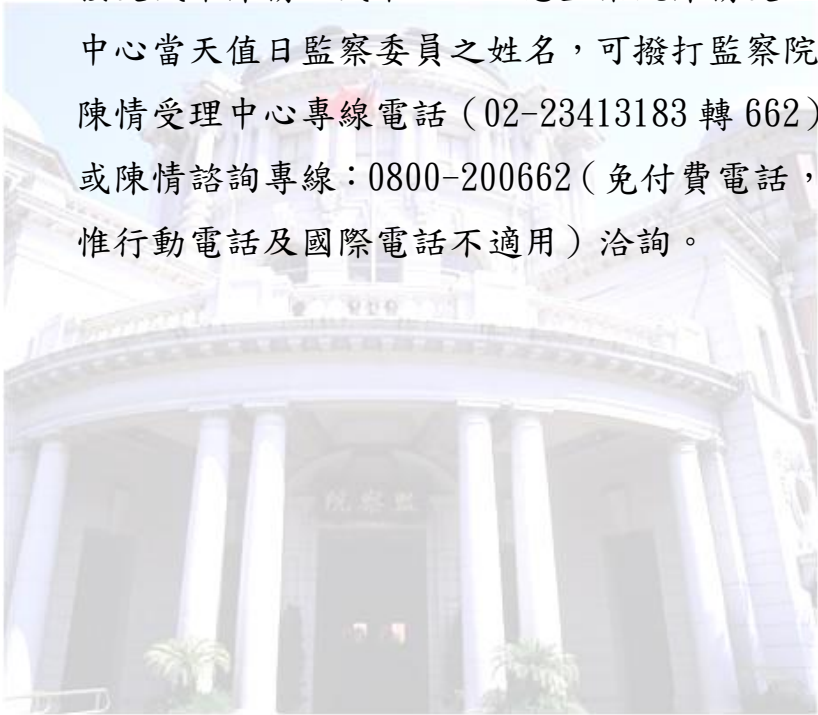 中心當天值日監察委員之姓名，可撥打監察院
陳情受理中心專線電話（02-23413183 轉 662）
或陳情諮詢專線：0800-200662（免付費電話，
惟行動電話及國際電話不適用）洽詢。
院察監